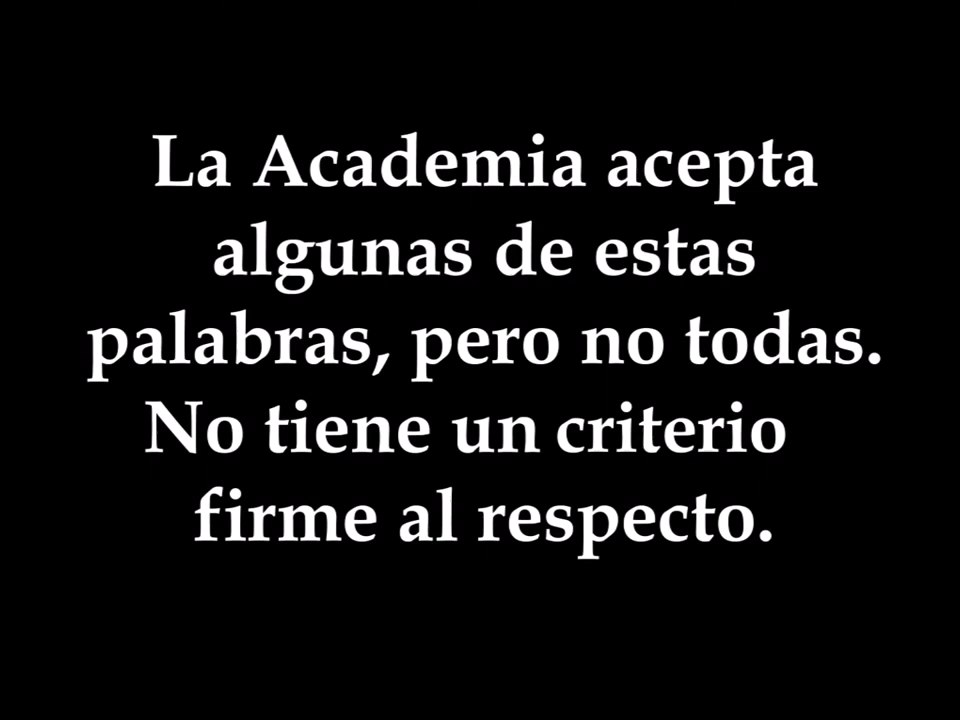 La Academia acepta
algunas de estas
palabras, pero no todas.
No tiene un criterio
firme al respecto.